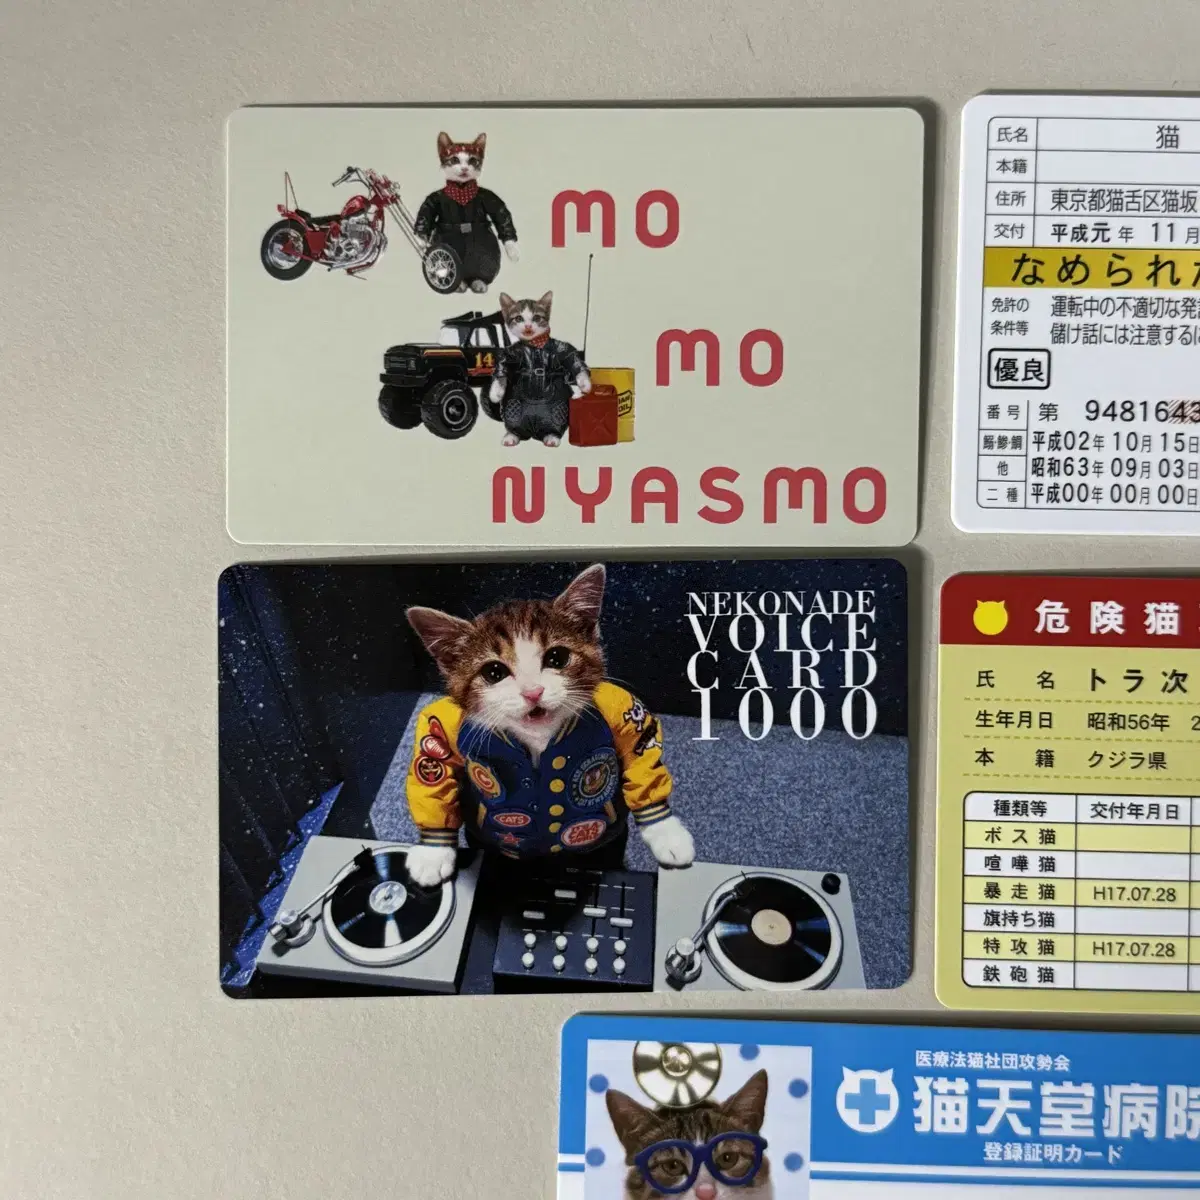 MO
14
MO
NYASMO
NEKONADE
VOICE
CARD
1000
CATS
氏名 猫
本籍
住所 東京都猫舌区猫坂
交付 平成元年 11月
なめられた
免許の
条件等
運転中の不適切な発
儲け話には注意する
優良
番号 第 9481643
平成02年10月15日
他 昭和63年09月03日
二種 平成00年00月00日
危険猫
氏 名 トラ次
生年月日 昭和56年 2
本 籍 クジラ県
種類等 交付年月日
ボス猫
喧嘩猫
暴走猫 H17.07.28
旗持ち猫
特攻猫 H17.07.28
鉄砲猫
医療法猫社団攻勢会
猫天堂病院
登録証明カード